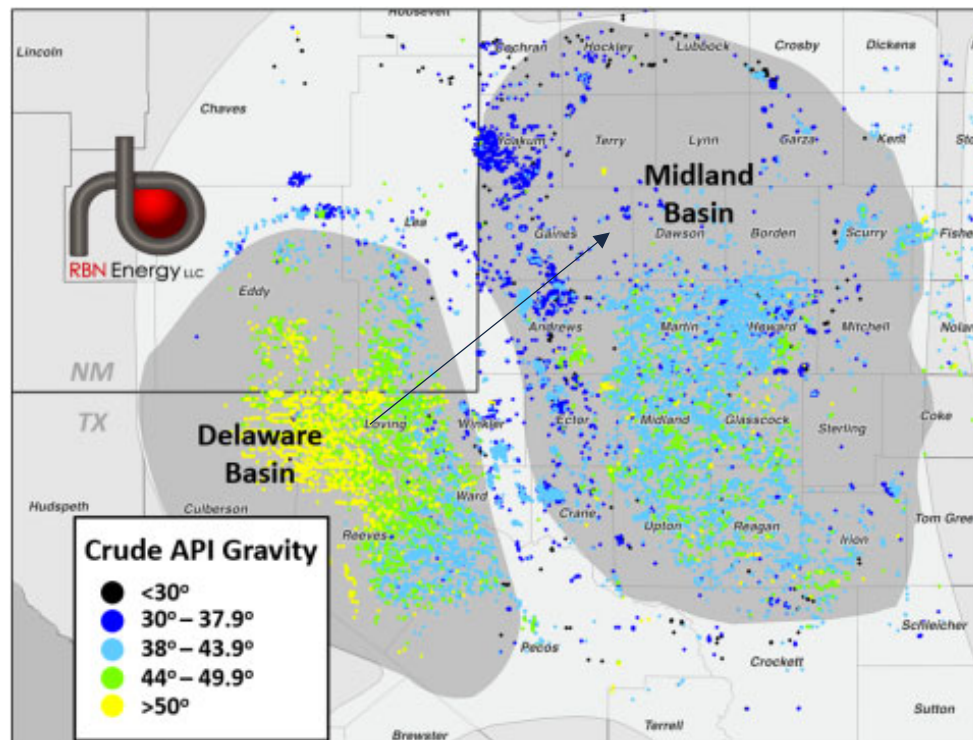 Roosevelt
Lincoln
Cochran
Hockley
Lubbock
Crosby
Dickens
Chaves
Yoakum
Terry
Lynn
Garza
Kent
Midland
Basin
RBN Energy LLC
Lea
Gaines
Dawson
Borden
Scurry
Fisher
Eddy
Andrews
Martin
Howard
Mitchell
Nolan
NM
TX
Loving
Winkler
Ector
Midland
Glasscock
Sterling
Coke
Delaware
Basin
Ward
Culberson
Hudspeth
Reeves
Crane
Upton
Reagan
Irion
Tom Gree
Crude API Gravity
<30°
30° – 37.9°
38° – 43.9°
44° – 49.9°
>50°
Pecos
Crockett
Schleicher
Sutton
Terrell
Brewster